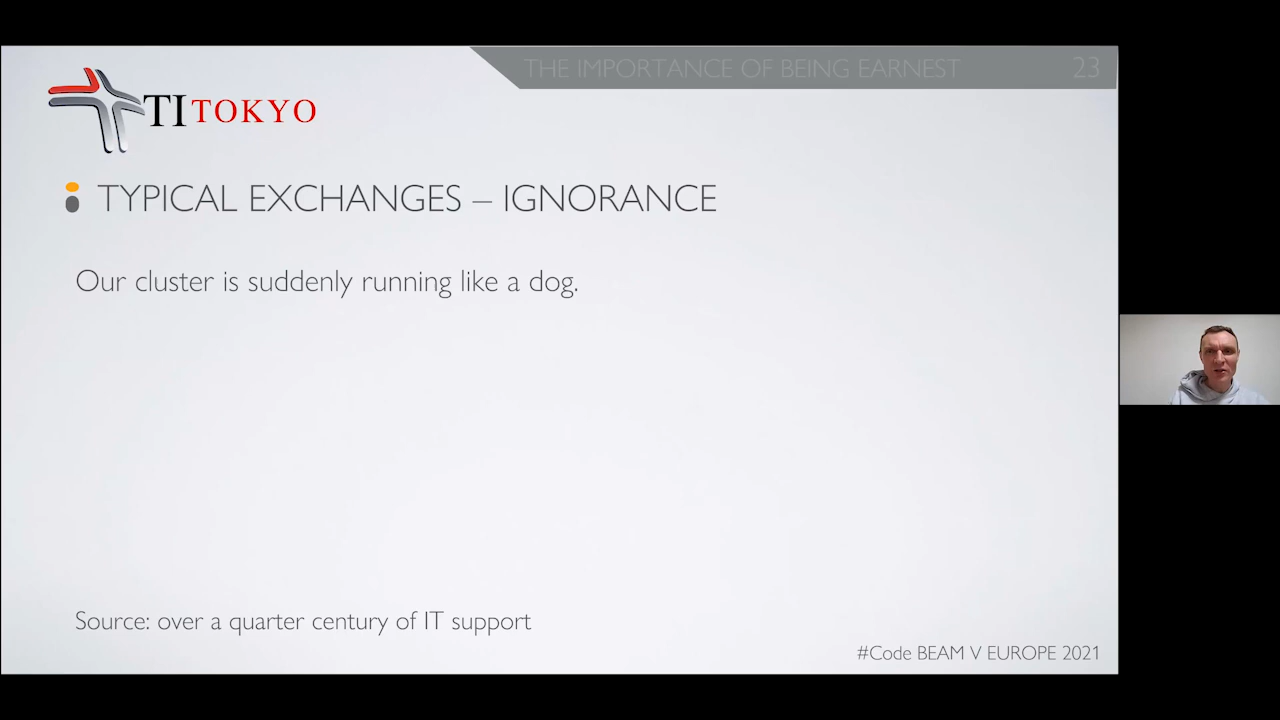 THE IMPORTANCE OF BEING EARNEST 23
TI TOKYO
TYPICAL EXCHANGES – IGNORANCE
Our cluster is suddenly running like a dog.
Source: over a quarter century of IT support
#Code BEAM V EUROPE 2021